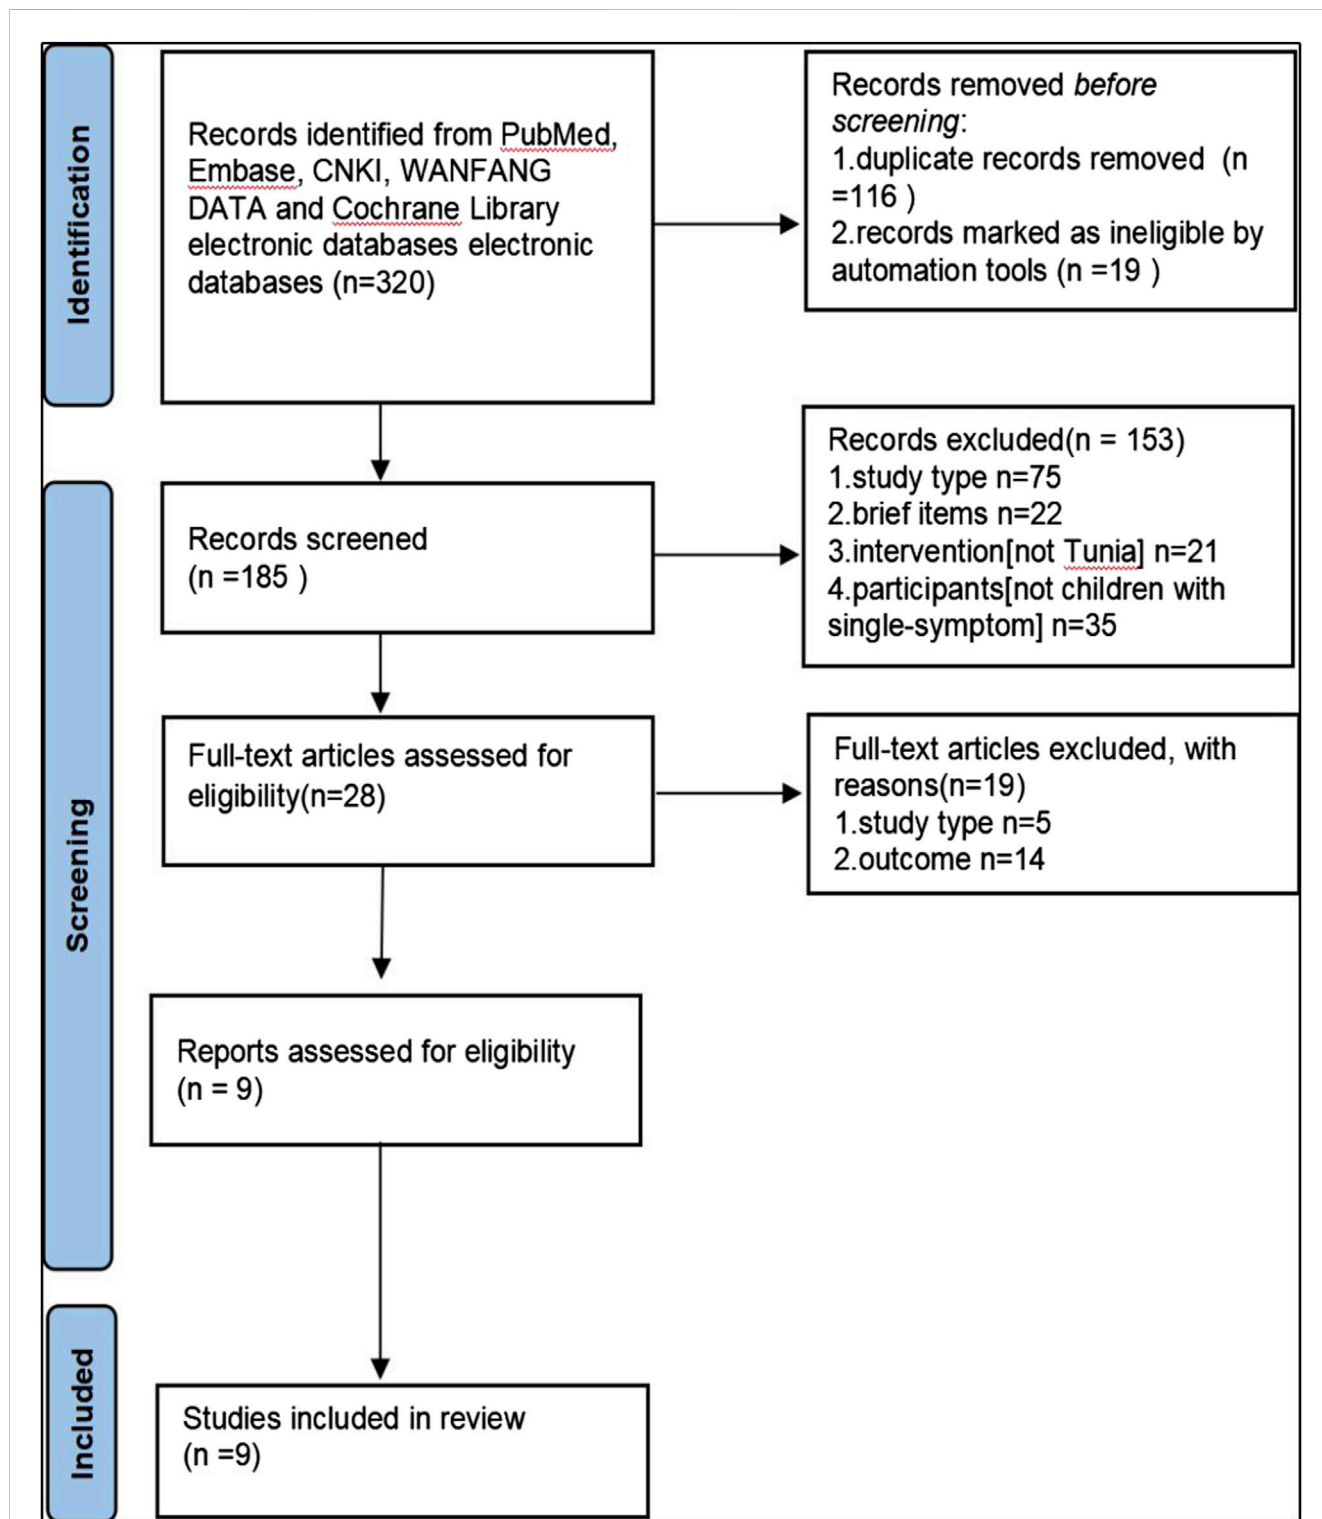 Identification
Records identified from PubMed,
Embase, CNKI, WANFANG
DATA and Cochrane Library
electronic databases electronic
databases (n=320)
Records removed before
screening:
1.duplicate records removed  (n
=116 )
2.records marked as ineligible by
automation tools (n =19 )
Screening
Records screened
(n =185 )
Records excluded(n = 153)
1.study type n=75
2.brief items n=22
3.intervention[not Tunia] n=21
4.participants[not children with
single-symptom] n=35
Full-text articles assessed for
eligibility(n=28)
Full-text articles excluded, with
reasons(n=19)
1.study type n=5
2.outcome n=14
Reports assessed for eligibility
(n = 9)
Included
Studies included in review
(n =9)